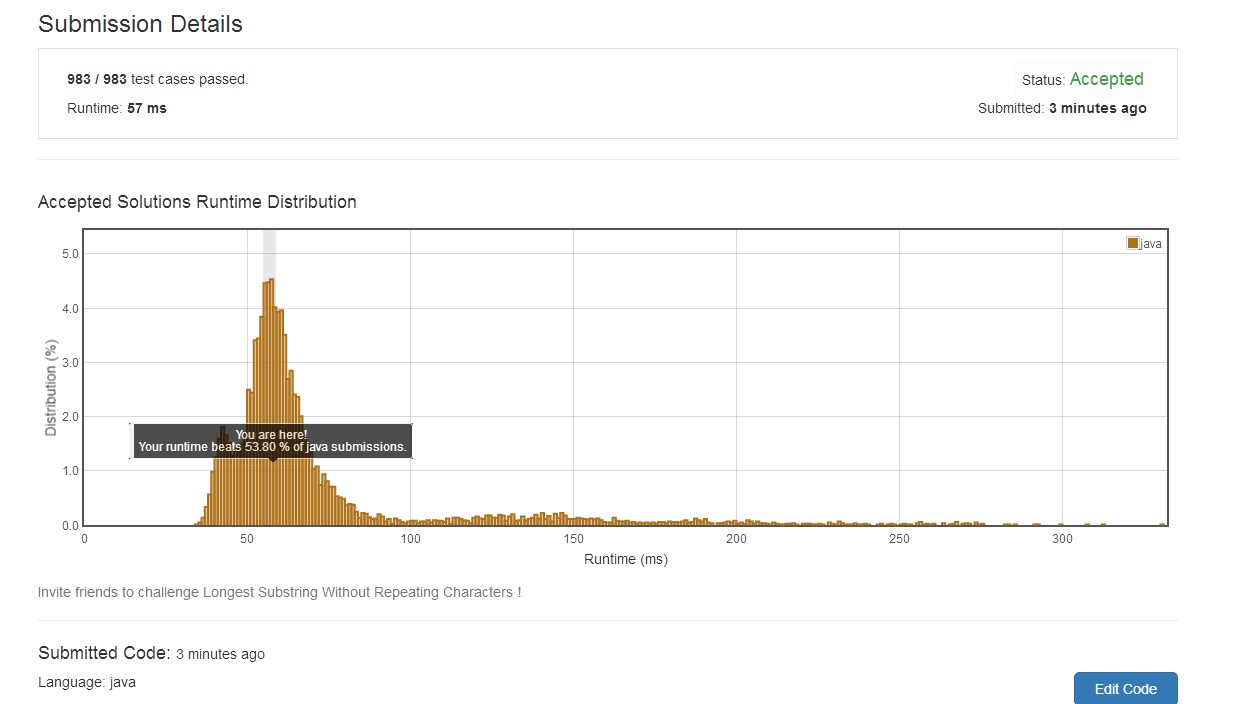 Submission Details
983 / 983 test cases passed.
Status: Accepted
Runtime: 57 ms
Submitted: 3 minutes ago
Accepted Solutions Runtime Distribution
java
5.0
4.0
3.0
2.0
1.0
0.0
Distribution (%)
You are here!
Your runtime beats 53.80 % of java submissions.
0 50 100 150 200 250 300
Runtime (ms)
Invite friends to challenge Longest Substring Without Repeating Characters !
Submitted Code: 3 minutes ago
Language: java
Edit Code